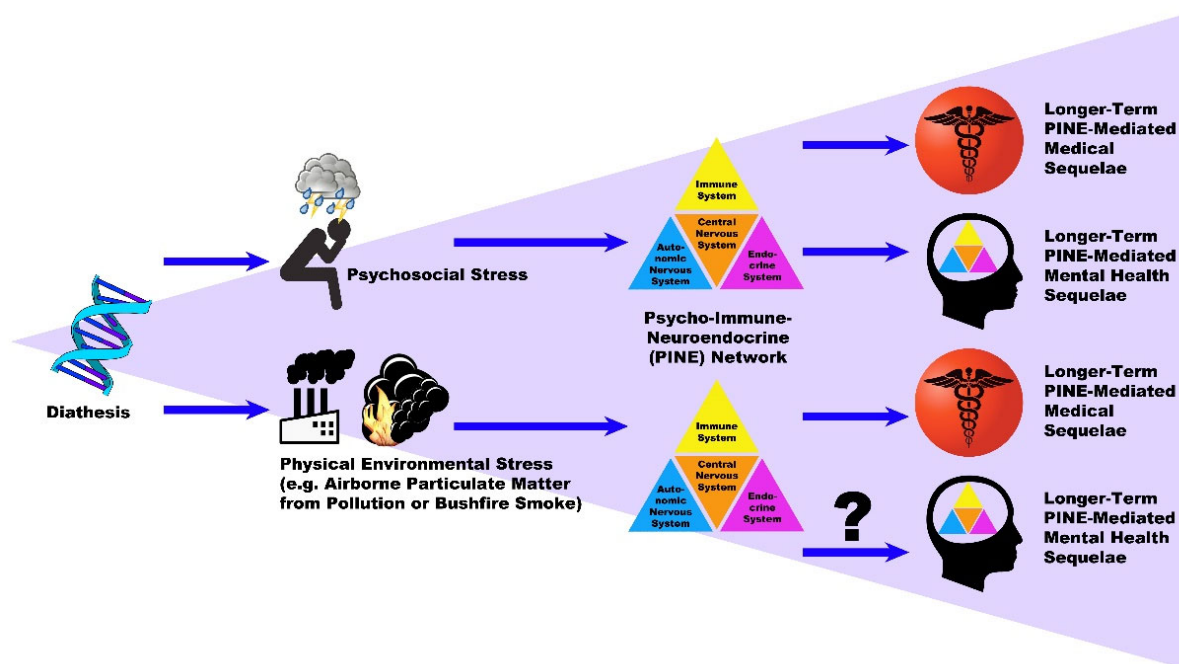 Diathesis
Psychosocial Stress
Physical Environmental Stress
(e.g. Airborne Particulate Matter
from Pollution or Bushfire Smoke)
Immune
System
Central
Nervous
System
Auto-
nomic
Nervous
System
Endo-
crine
System
Psycho-Immune-
Neuroendocrine
(PINE) Network
Immune
System
Central
Nervous
System
Auto-
nomic
Nervous
System
Endo-
crine
System
?
Longer-Term
PINE-Mediated
Medical
Sequelae
Longer-Term
PINE-Mediated
Mental Health
Sequelae
Longer-Term
PINE-Mediated
Medical
Sequelae
Longer-Term
PINE-Mediated
Mental Health
Sequelae